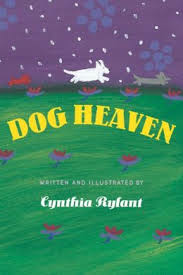 DOG HEAVEN
WRITTEN AND ILLUSTRATED BY
Cynthia Rylant